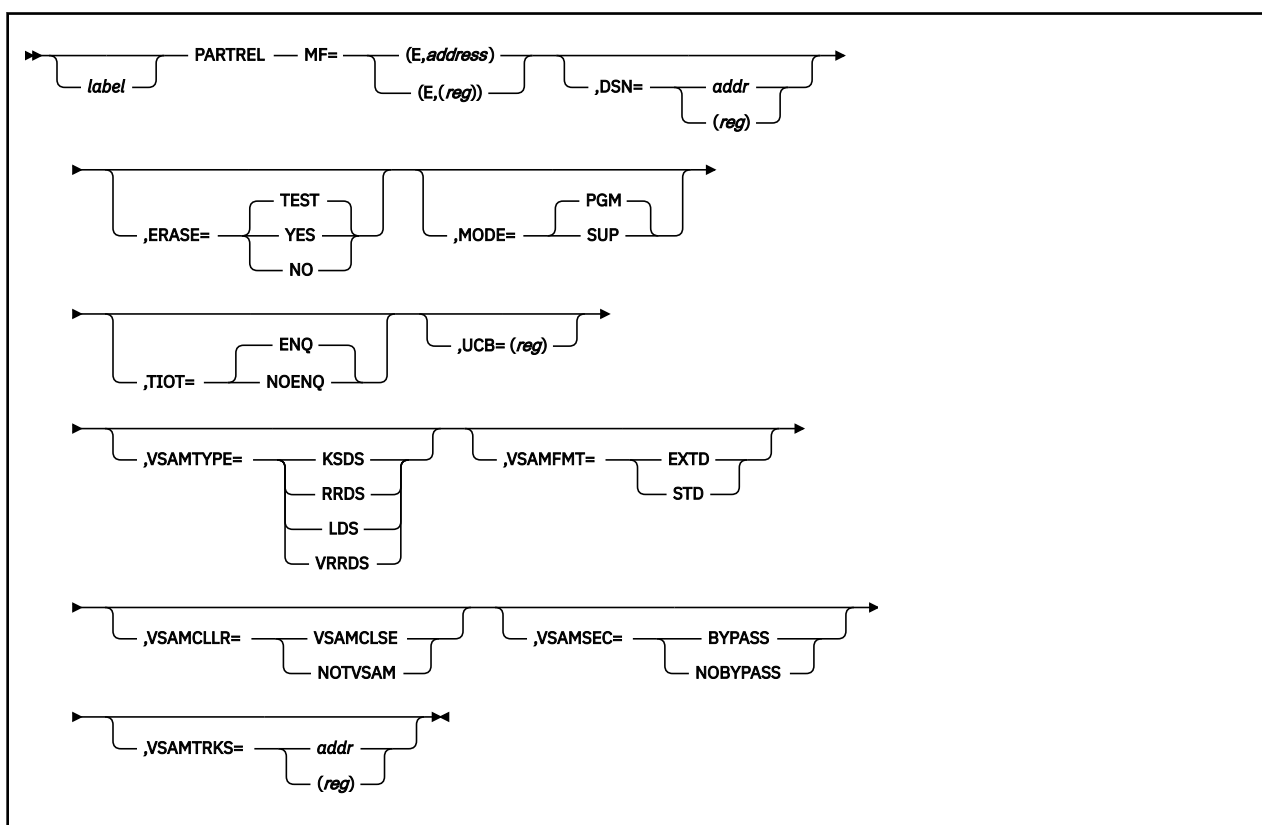 PARTREL MF= (E,address)
label (E,(reg)) ,DSN= addr
(reg)
TEST PGM
,ERASE= YES ,MODE= SUP
NO
ENQ ,UCB= (reg)
,TIOT= NOENQ
,VSAMTYPE= KSDS ,VSAMFMT= EXTD
RRDS STD
LDS
VRRDS
,VSAMCLLR= VSAMCLSE ,VSAMSEC= BYPASS
NOTVSAM NOBYPASS
,VSAMTRKS= addr
(reg)